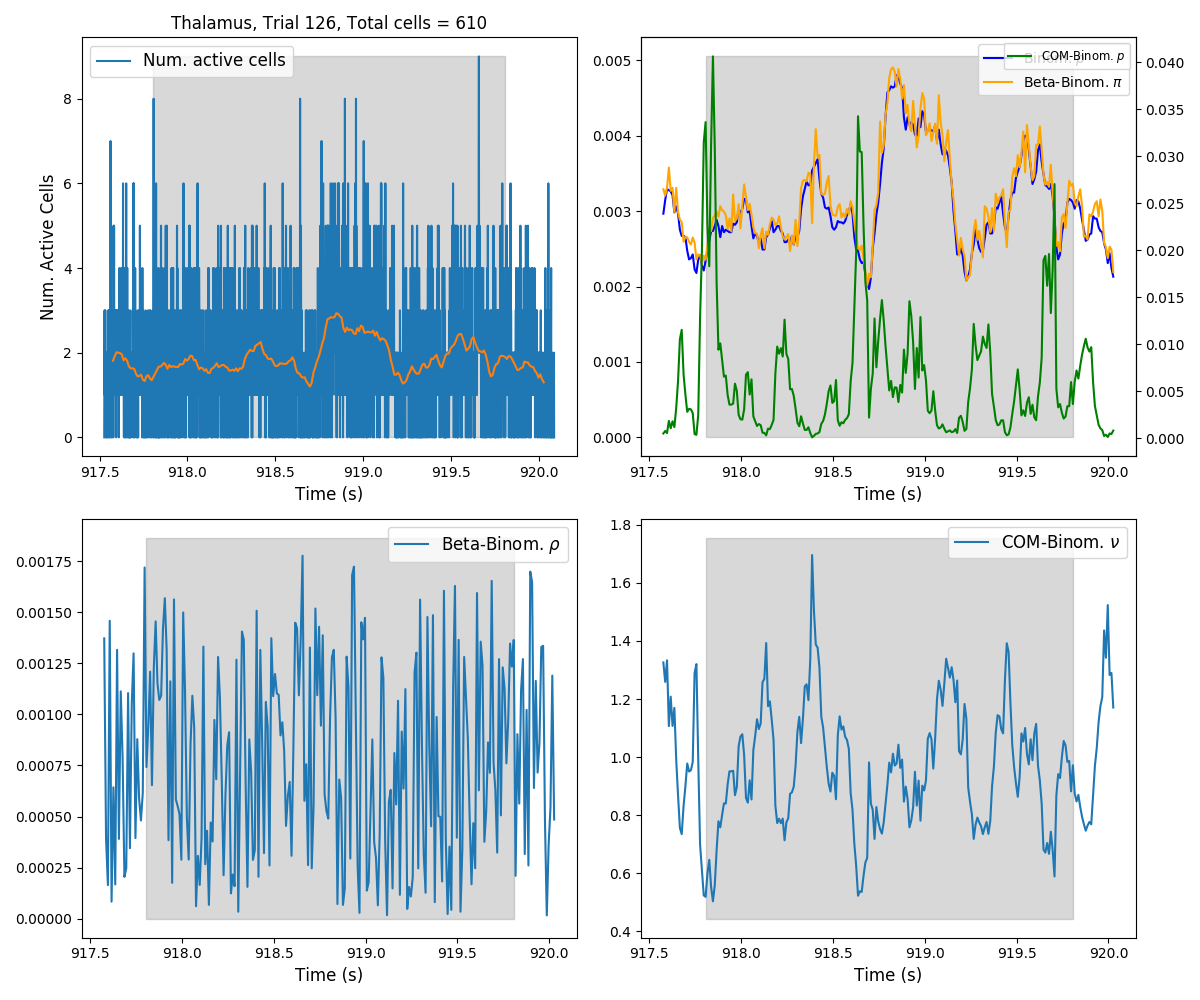 Thalamus, Trial 126, Total cells = 610
Num. active cells
Num. Active Cells
8
6
4
2
0
917.5 918.0 918.5 919.0 919.5 920.0
Time (s)
COM-Binom. p
Beta-Binom. π
0.005
0.004
0.003
0.002
0.001
0.000
0.040
0.035
0.030
0.025
0.020
0.015
0.010
0.005
0.000
917.5 918.0 918.5 919.0 919.5 920.0
Time (s)
Beta-Binom. ρ
0.00175
0.00150
0.00125
0.00100
0.00075
0.00050
0.00025
0.00000
917.5 918.0 918.5 919.0 919.5 920.0
Time (s)
COM-Binom. ν
1.8
1.6
1.4
1.2
1.0
0.8
0.6
0.4
917.5 918.0 918.5 919.0 919.5 920.0
Time (s)